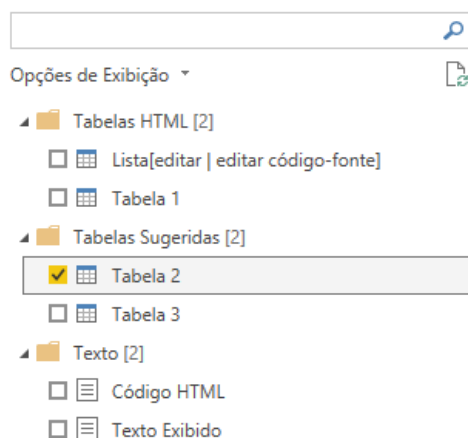 Opções de Exibição
Tabelas HTML [2]
Lista[editar | editar código-fonte]
Tabela 1
Tabelas Sugeridas [2]
Tabela 2
Tabela 3
Texto [2]
Código HTML
Texto Exibido